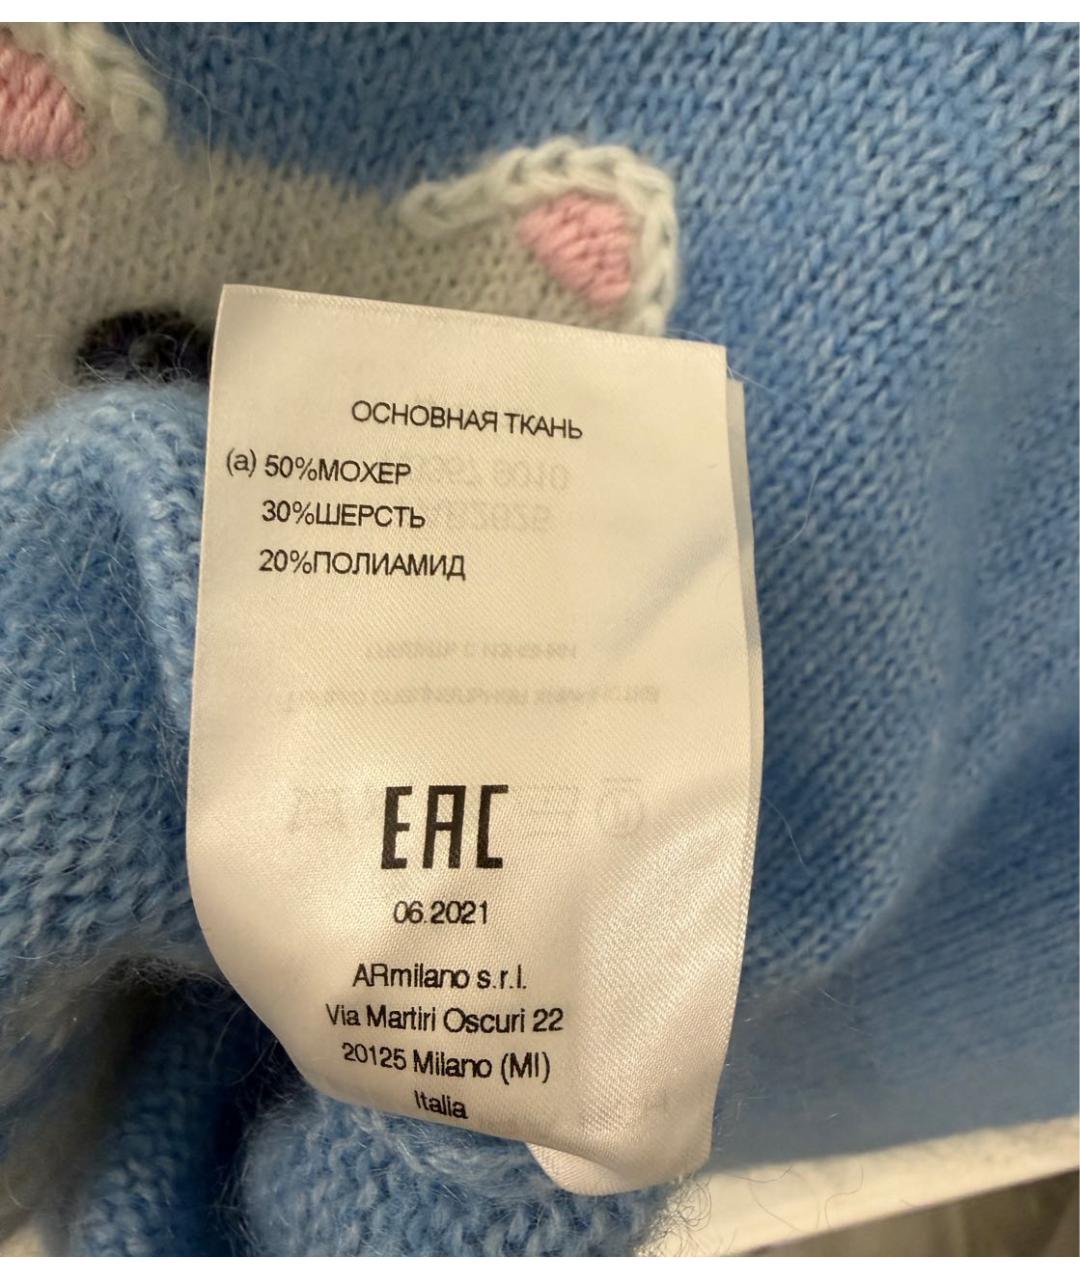 ОСНОВНАЯ ТКАНЬ
(a) 50%МОХЕР
30%ШЕРСТЬ
20%ПОЛИАМИД
EAC
06.2021
ARmilano s.r.l.
Via Martiri Oscuri 22
20125 Milano (MI)
Italia